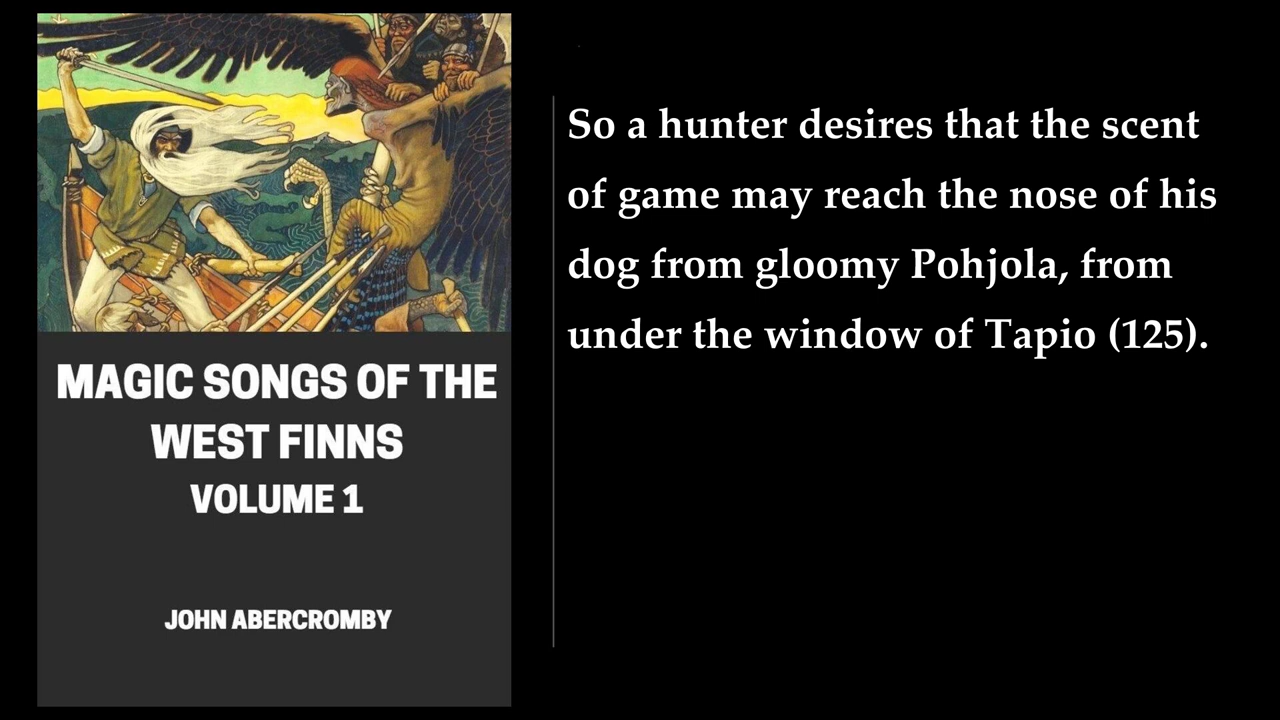 MAGIC SONGS OF THE
WEST FINNS
VOLUME 1
JOHN ABERCROMBY
So a hunter desires that the scent
of game may reach the nose of his
dog from gloomy Pohjola, from
under the window of Tapio (125).